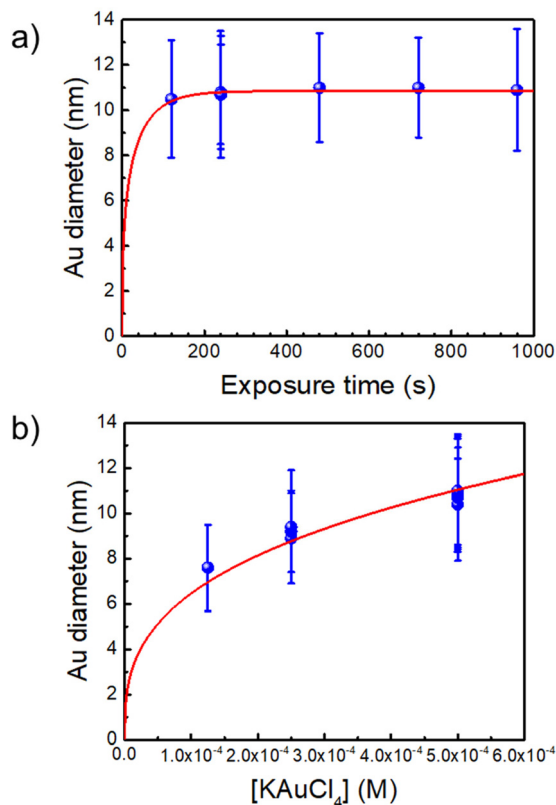 a)
14
12
10
8
6
4
2
0
Au diameter (nm)
0 200 400 600 800 1000
Exposure time (s)
b)
14
12
10
8
6
4
2
0
Au diameter (nm)
0.0 1.0x10⁻⁴ 2.0x10⁻⁴ 3.0x10⁻⁴ 4.0x10⁻⁴ 5.0x10⁻⁴ 6.0x10⁻⁴
[KAuCl₄] (M)